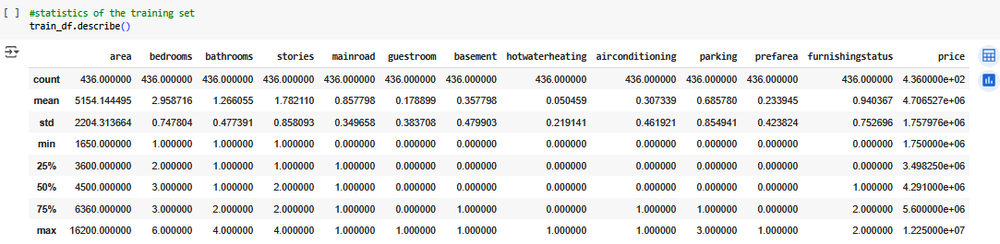 [ ] #statistics of the training set
train_df.describe()
area bedrooms bathrooms stories mainroad guestroom basement hotwaterheating airconditioning parking prefarea furnishingstatus price
count 436.000000 436.000000 436.000000 436.000000 436.000000 436.000000 436.000000 436.000000 436.000000 436.000000 436.000000 436.000000 4.360000e+02
mean 5154.144495 2.958716 1.266055 1.782110 0.857798 0.178899 0.357798 0.050459 0.307339 0.685780 0.233945 0.940367 4.706527e+06
std 2204.313664 0.747804 0.477391 0.858093 0.349658 0.383708 0.479903 0.219141 0.461921 0.854941 0.423824 0.752696 1.757976e+06
min 1650.000000 1.000000 1.000000 1.000000 0.000000 0.000000 0.000000 0.000000 0.000000 0.000000 0.000000 0.000000 1.750000e+06
25% 3600.000000 2.000000 1.000000 1.000000 1.000000 0.000000 0.000000 0.000000 0.000000 0.000000 0.000000 0.000000 3.498250e+06
50% 4500.000000 3.000000 1.000000 2.000000 1.000000 0.000000 0.000000 0.000000 0.000000 0.000000 0.000000 1.000000 4.291000e+06
75% 6360.000000 3.000000 2.000000 2.000000 1.000000 0.000000 1.000000 0.000000 1.000000 1.000000 0.000000 2.000000 5.600000e+06
max 16200.000000 6.000000 4.000000 4.000000 1.000000 1.000000 1.000000 1.000000 1.000000 3.000000 1.000000 2.000000 1.225000e+07